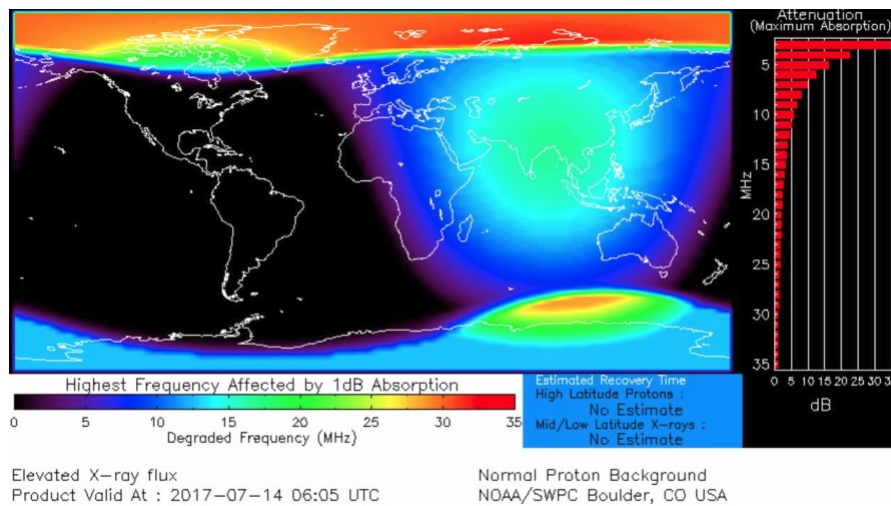 Attenuation
(Maximum Absorption)
5
10
15
20
25
30
35
MHz
0 5 10 15 20 25 30 35
dB
Highest Frequency Affected by 1dB Absorption
0 5 10 15 20 25 30 35
Degraded Frequency (MHz)
Estimated Recovery Time
High Latitude Protons :
No Estimate
Mid/Low Latitude X-rays :
No Estimate
Elevated X-ray flux
Normal Proton Background
Product Valid At : 2017-07-14 06:05 UTC
NOAA/SWPC Boulder, CO USA